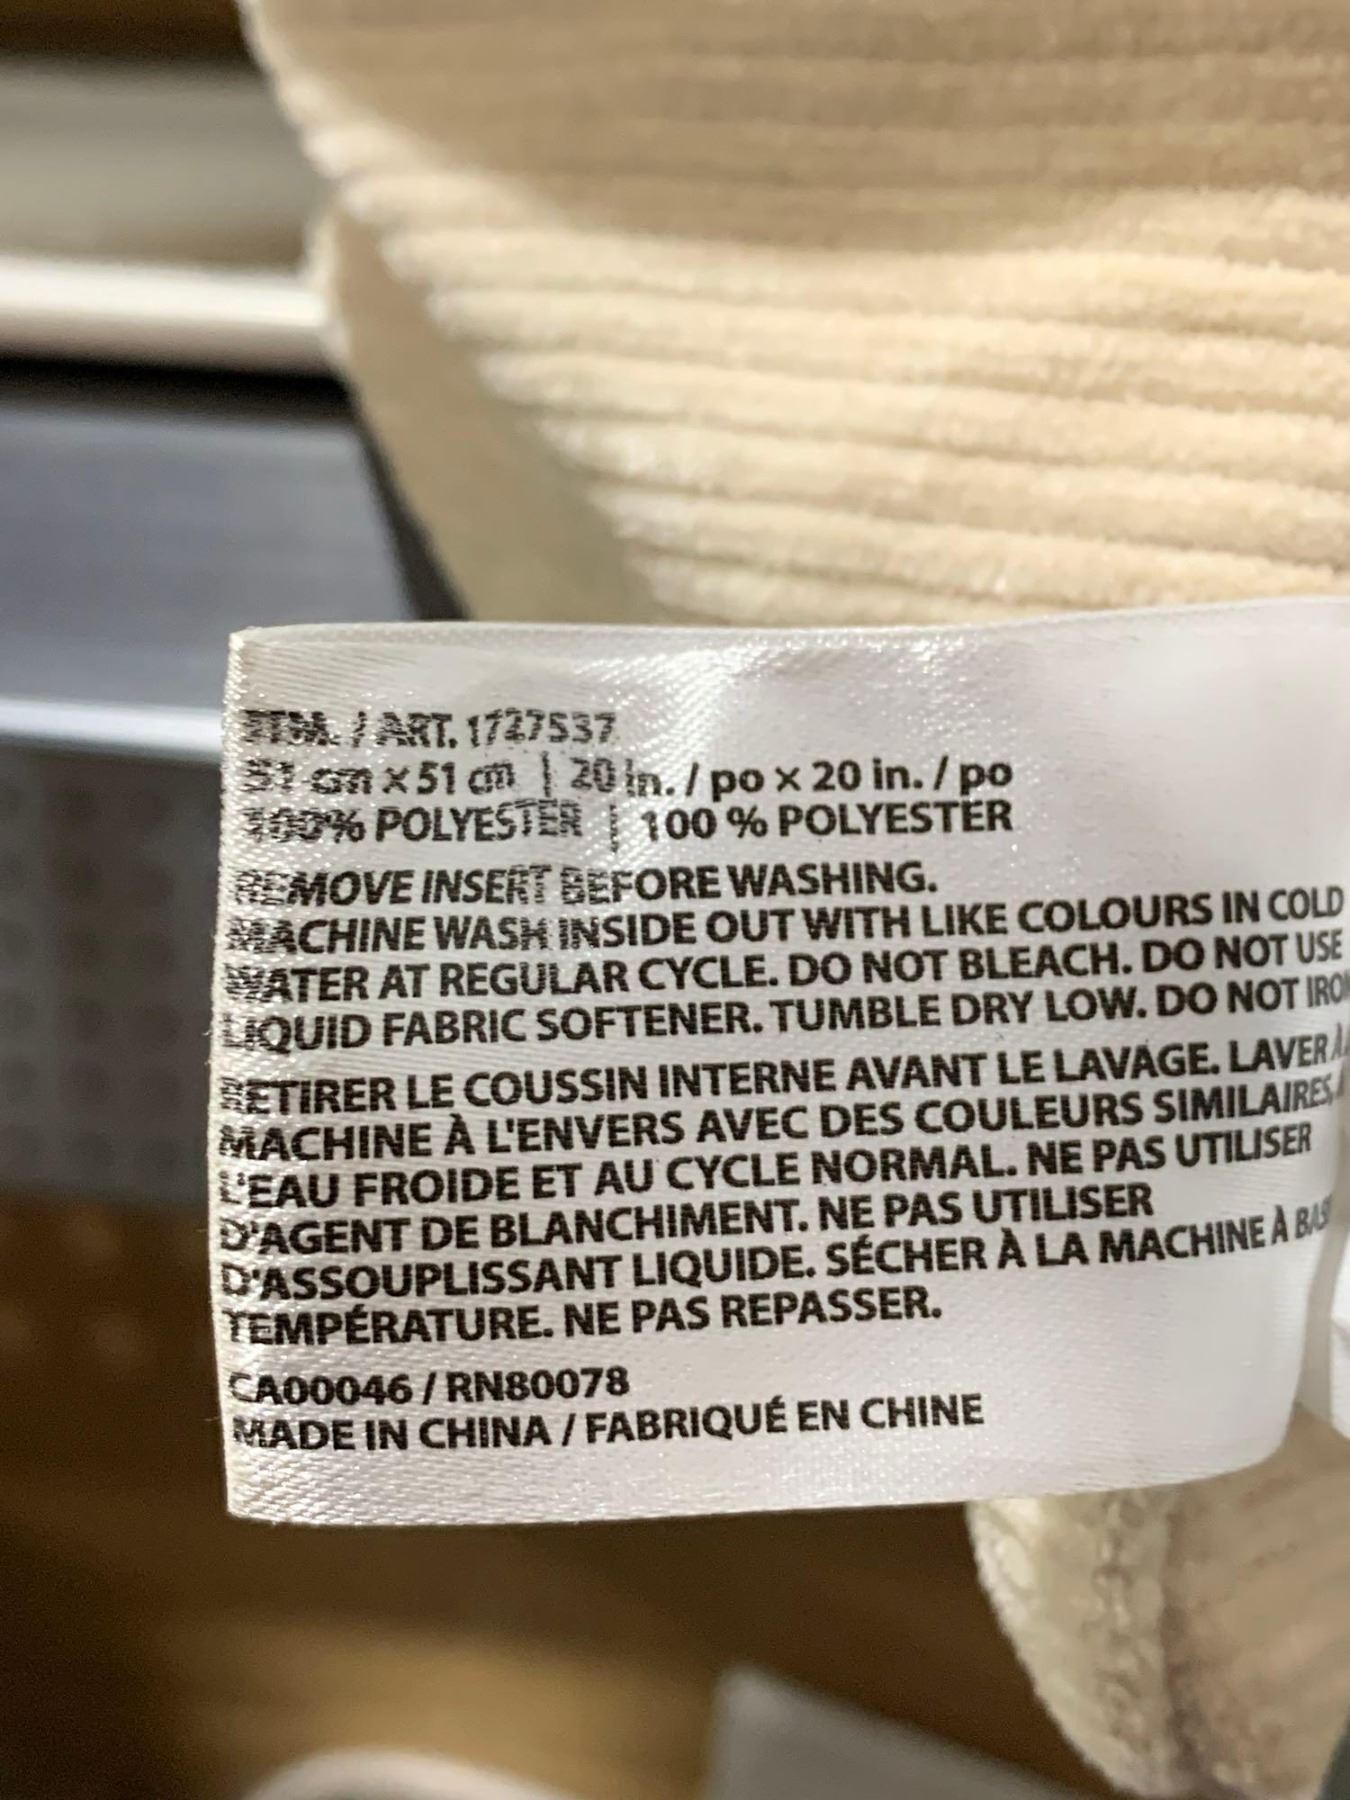 ITM. / ART. 1727537
51 cm x 51 cm | 20 in. / po x 20 in. / po
100% POLYESTER | 100 % POLYESTER
REMOVE INSERT BEFORE WASHING.
MACHINE WASH INSIDE OUT WITH LIKE COLOURS IN COLD
WATER AT REGULAR CYCLE. DO NOT BLEACH. DO NOT USE
LIQUID FABRIC SOFTENER. TUMBLE DRY LOW. DO NOT
RETIRER LE COUSSIN INTERNE AVANT LE LAVAGE. LAVER À
MACHINE À L'ENVERS AVEC DES COULEURS SIMILAIRES,
L'EAU FROIDE ET AU CYCLE NORMAL. NE PAS UTILISER
D'AGENT DE BLANCHIMENT. NE PAS UTILISER
D'ASSOUPLISSANT LIQUIDE. SÉCHER À LA MACHINE À
TEMPÉRATURE. NE PAS REPASSER.
CA00046 / RN80078
MADE IN CHINA / FABRIQUÉ EN CHINE